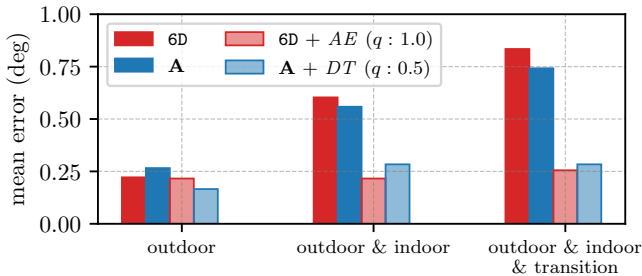 1.00
0.75
0.50
0.25
0.00
mean error (deg)
6D
A
6D + AE (q : 1.0)
A + DT (q : 0.5)
outdoor
outdoor & indoor
outdoor & indoor
& transition